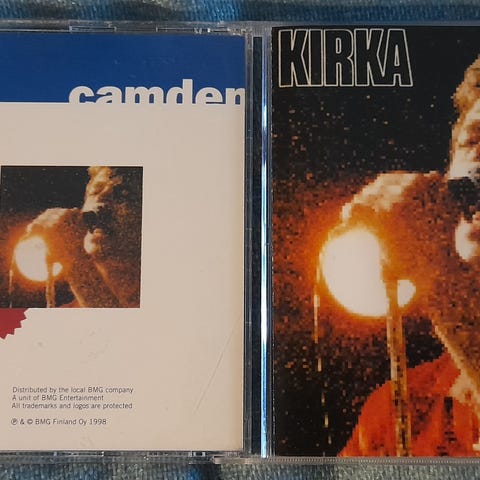 camden
KIRKA
Distributed by the local BMG company
A unit of BMG Entertainment
All trademarks and logos are protected
℗ & © BMG Finland Oy 1998